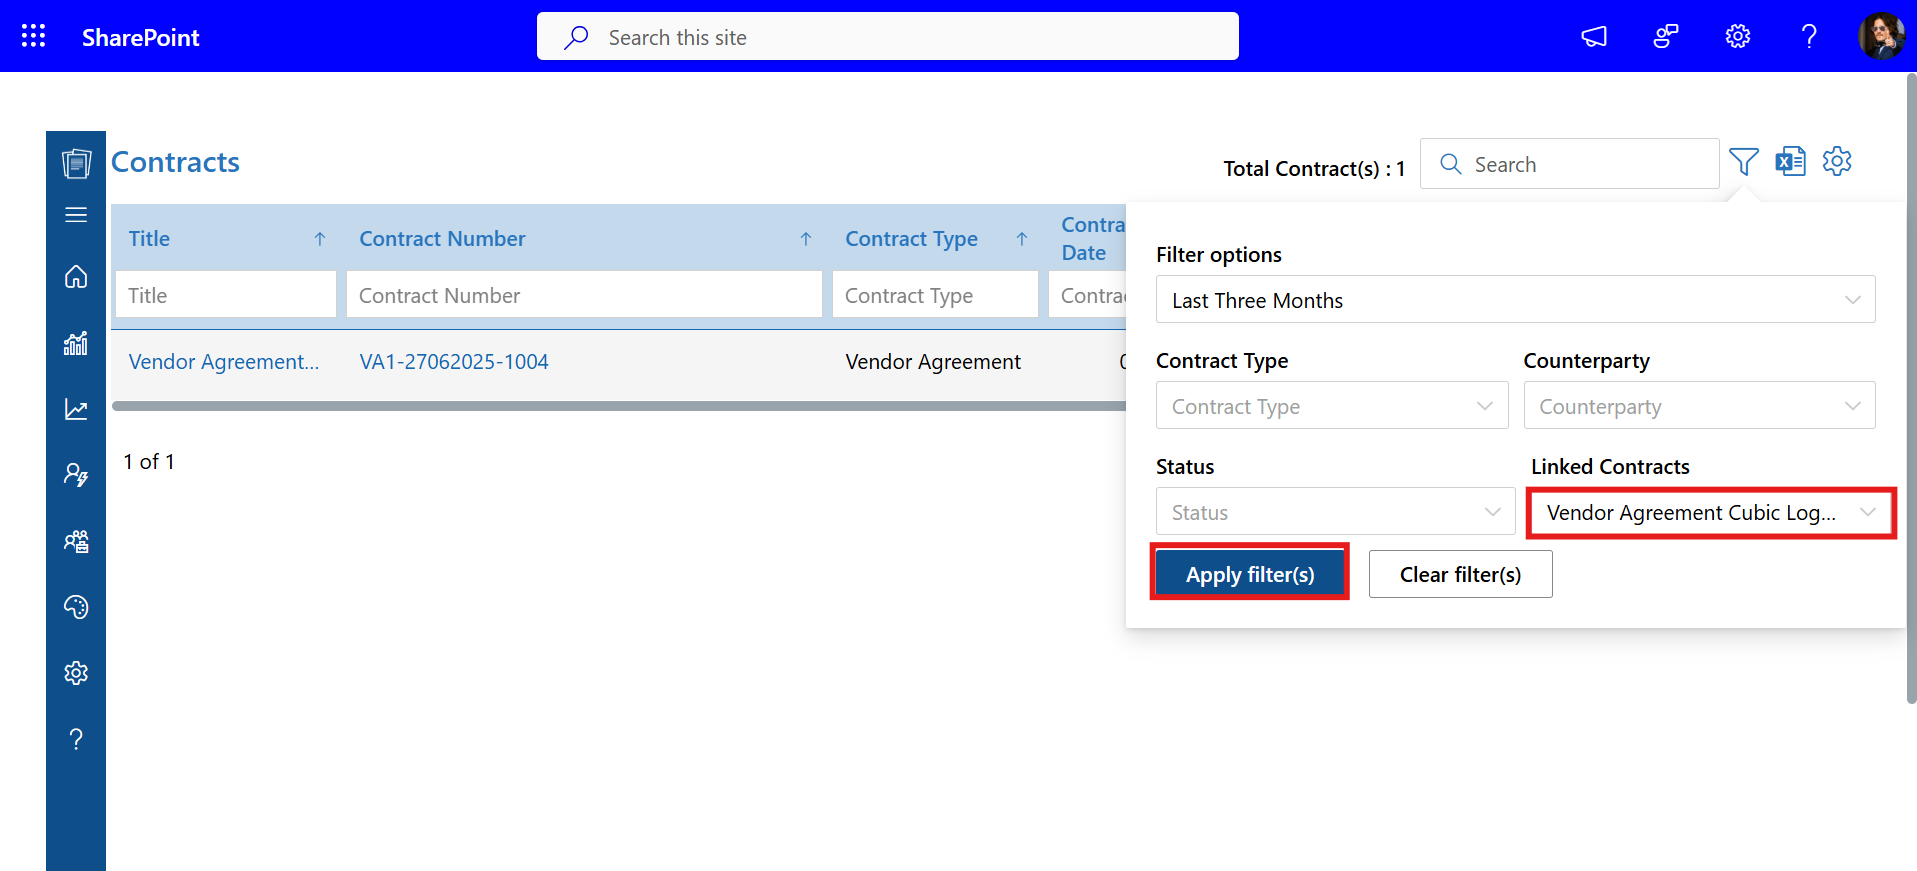 SharePoint
Search this site
Contracts
Total Contract(s) : 1
Search
Title
Contract Number
Contract Type
Contra
Date
Title
Contract Number
Contract Type
Contrac
Vendor Agreement...
VA1-27062025-1004
Vendor Agreement
1 of 1
Filter options
Last Three Months
Contract Type
Counterparty
Contract Type
Counterparty
Status
Linked Contracts
Status
Vendor Agreement Cubic Log...
Apply filter(s)
Clear filter(s)